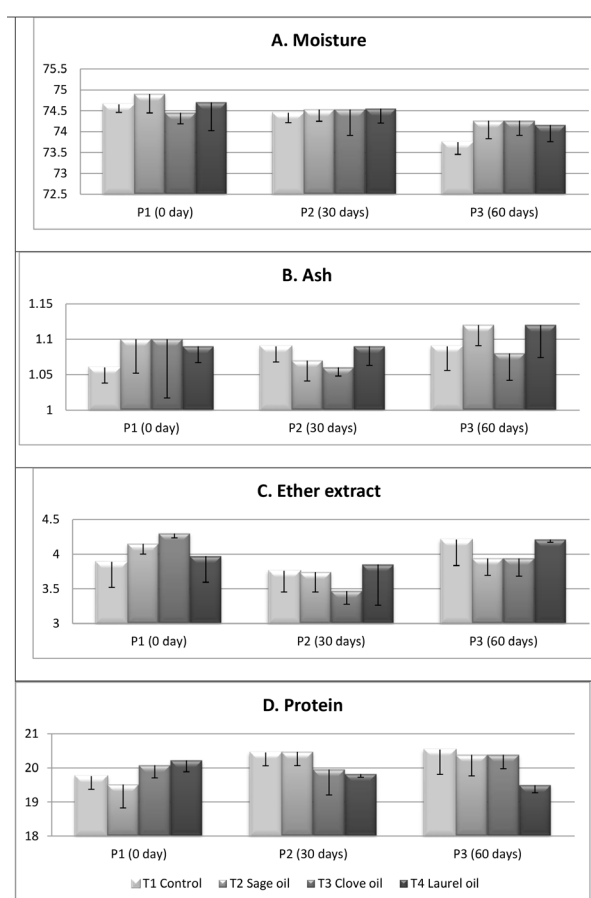 A. Moisture
75.5
75
74.5
74
73.5
73
72.5
P1 (0 day) P2 (30 days) P3 (60 days)
B. Ash
1.15
1.1
1.05
1
P1 (0 day) P2 (30 days) P3 (60 days)
C. Ether extract
4.5
4
3.5
3
P1 (0 day) P2 (30 days) P3 (60 days)
D. Protein
21
20
19
18
P1 (0 day) P2 (30 days) P3 (60 days)
T1 Control T2 Sage oil T3 Clove oil T4 Laurel oil